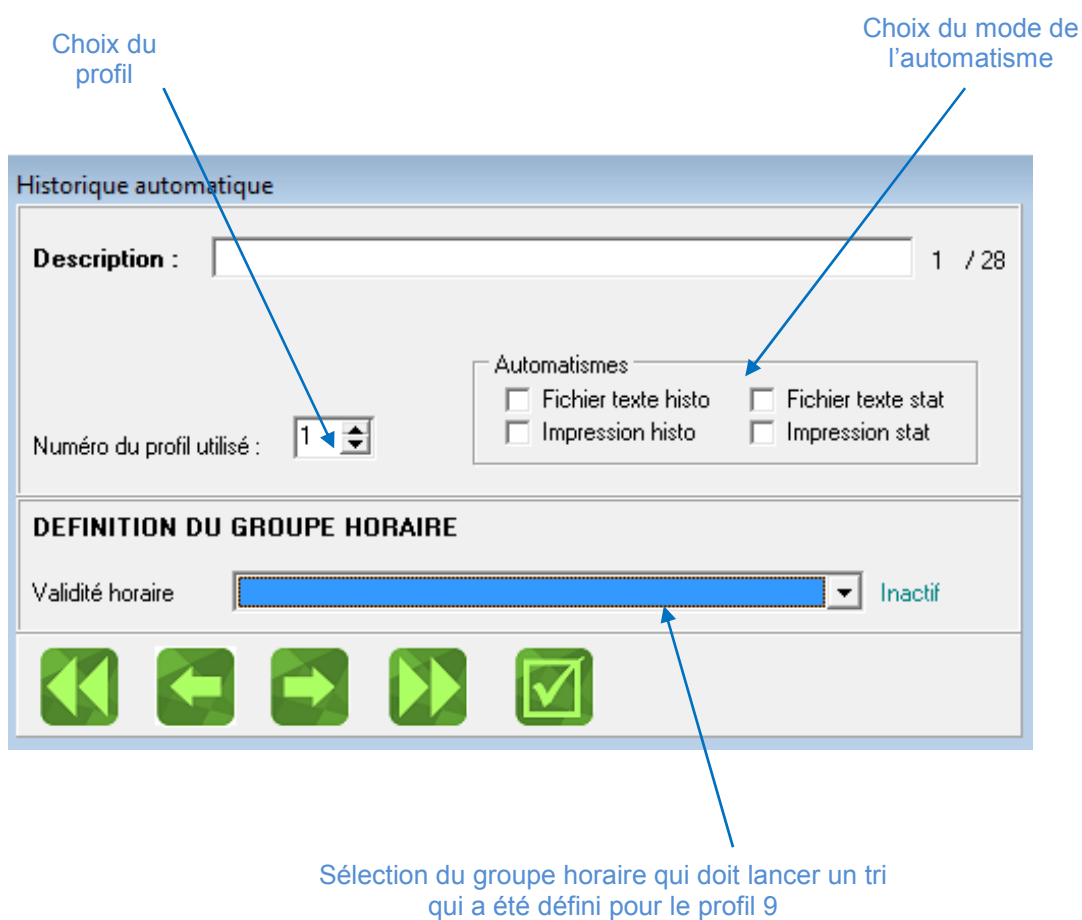 Choix du
profil
Choix du mode de
l’automatisme
Historique automatique
Description :
1 / 28
Automatismes
Fichier texte histo
Fichier texte stat
Impression histo
Impression stat
Numéro du profil utilisé :
1
DEFINITION DU GROUPE HORAIRE
Validité horaire
Inactif
Sélection du groupe horaire qui doit lancer un tri
qui a été défini pour le profil 9